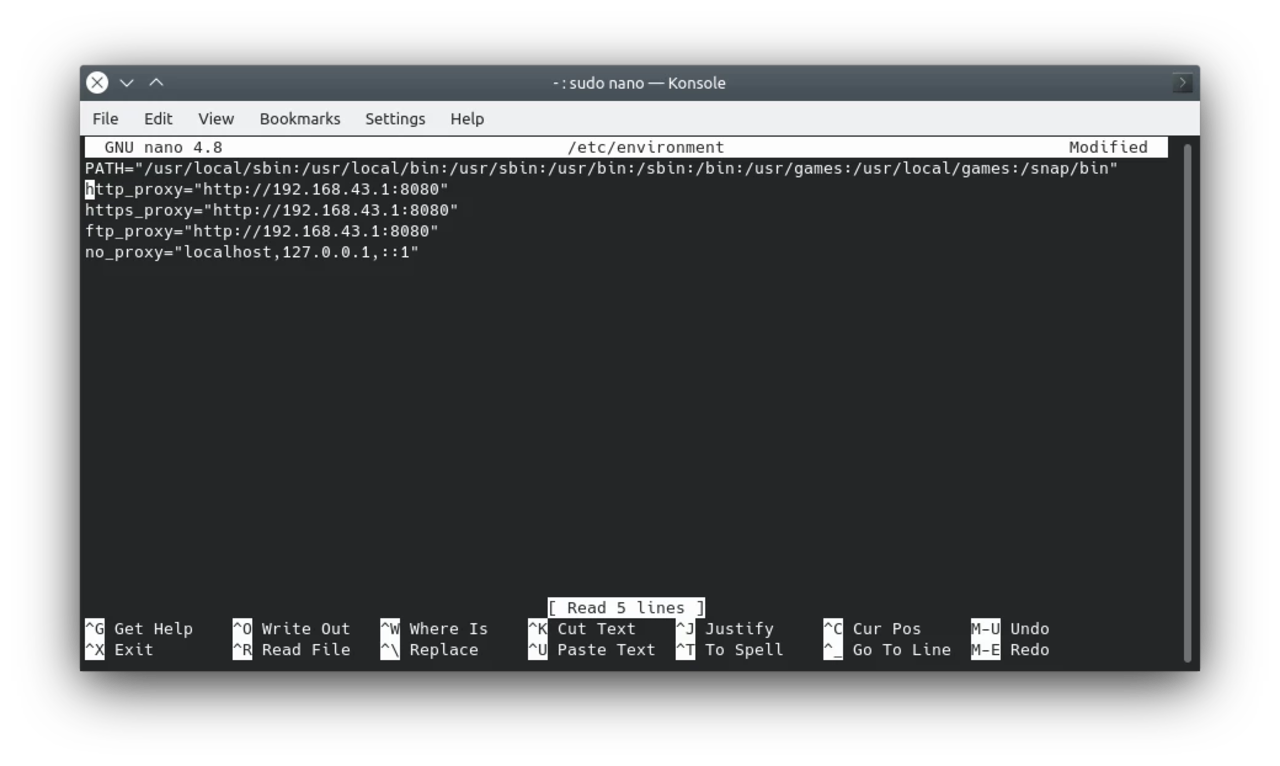 - : sudo nano — Konsole
File Edit View Bookmarks Settings Help
GNU nano 4.8 /etc/environment Modified
PATH="/usr/local/sbin:/usr/local/bin:/usr/sbin:/usr/bin:/sbin:/bin:/usr/games:/usr/local/games:/snap/bin"
http_proxy="http://192.168.43.1:8080"
https_proxy="http://192.168.43.1:8080"
ftp_proxy="http://192.168.43.1:8080"
no_proxy="localhost,127.0.0.1,::1"
[ Read 5 lines ]
^G Get Help ^O Write Out ^W Where Is ^K Cut Text ^J Justify ^C Cur Pos M-U Undo
^X Exit ^R Read File ^\ Replace ^U Paste Text ^T To Spell ^_ Go To Line M-E Redo